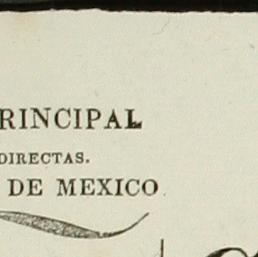 RINCIPAL
DIRECTAS.
DE MEXICO